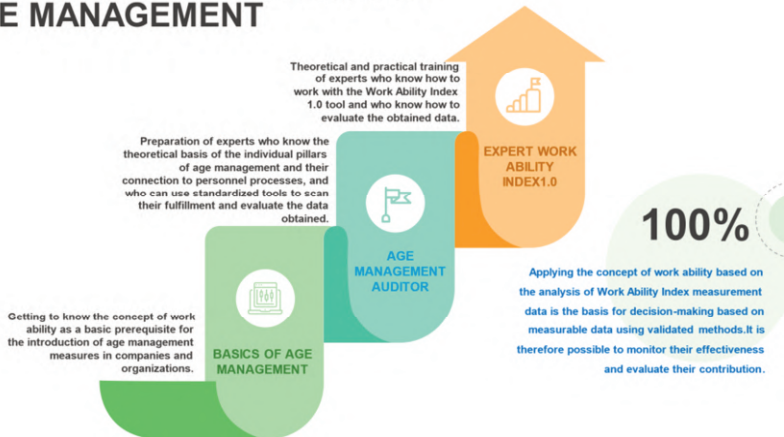 E MANAGEMENT
Theoretical and practical training
of experts who know how to
work with the Work Ability Index
1.0 tool and who know how to
evaluate the obtained data.
EXPERT WORK
ABILITY
INDEX1.0
Preparation of experts who know the
theoretical basis of the individual pillars
of age management and their
connection to personnel processes, and
who can use standardized tools to scan
their fulfillment and evaluate the data
obtained.
AGE
MANAGEMENT
AUDITOR
Getting to know the concept of work
ability as a basic prerequisite for
the introduction of age management
measures in companies and
organizations.
BASICS OF AGE
MANAGEMENT
100%
Applying the concept of work ability based on
the analysis of Work Ability Index measurement
data is the basis for decision-making based on
measurable data using validated methods.It is
therefore possible to monitor their effectiveness
and evaluate their contribution.